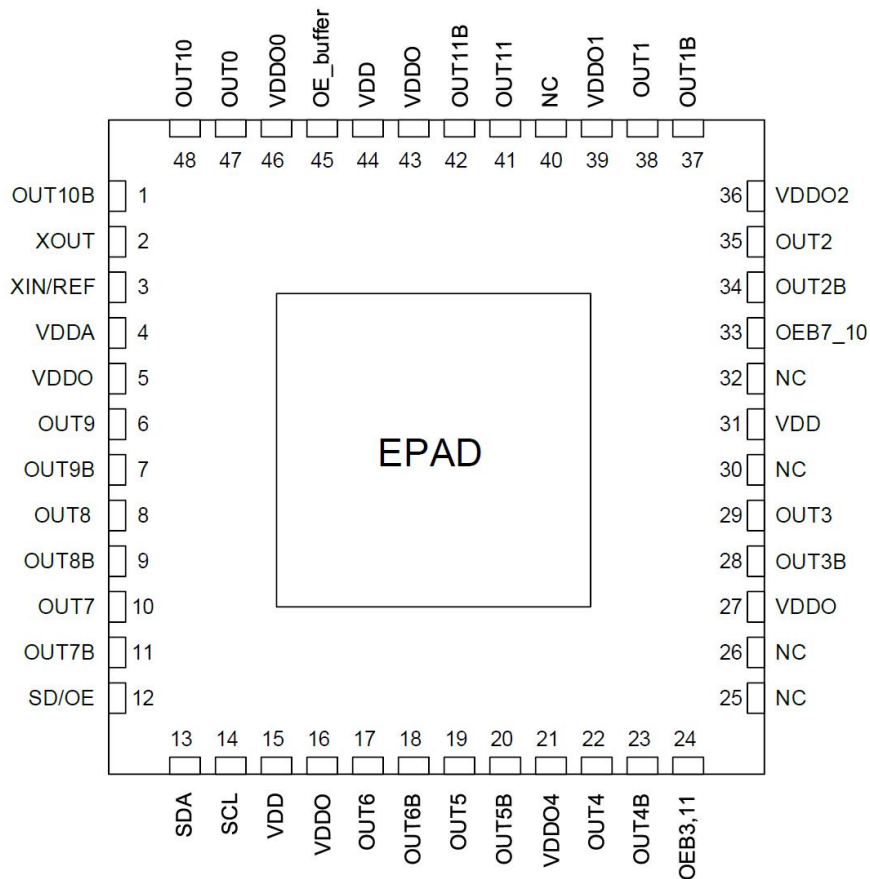 OUT10 OUT0 VDDO0 OE_buffer VDD VDDO OUT11B OUT11 NC VDDO1 OUT1 OUT1B
48 47 46 45 44 43 42 41 40 39 38 37
OUT10B 1 36 VDDO2
XOUT 2 35 OUT2
XIN/REF 3 34 OUT2B
VDDA 4 33 OEB7_10
VDDO 5 32 NC
OUT9 6 31 VDD
EPAD
OUT9B 7 30 NC
OUT8 8 29 OUT3
OUT8B 9 28 OUT3B
OUT7 10 27 VDDO
OUT7B 11 26 NC
SD/OE 12 25 NC
13 14 15 16 17 18 19 20 21 22 23 24
SDA SCL VDD VDDO OUT6 OUT6B OUT5 OUT5B VDDO4 OUT4 OUT4B OEB3,11